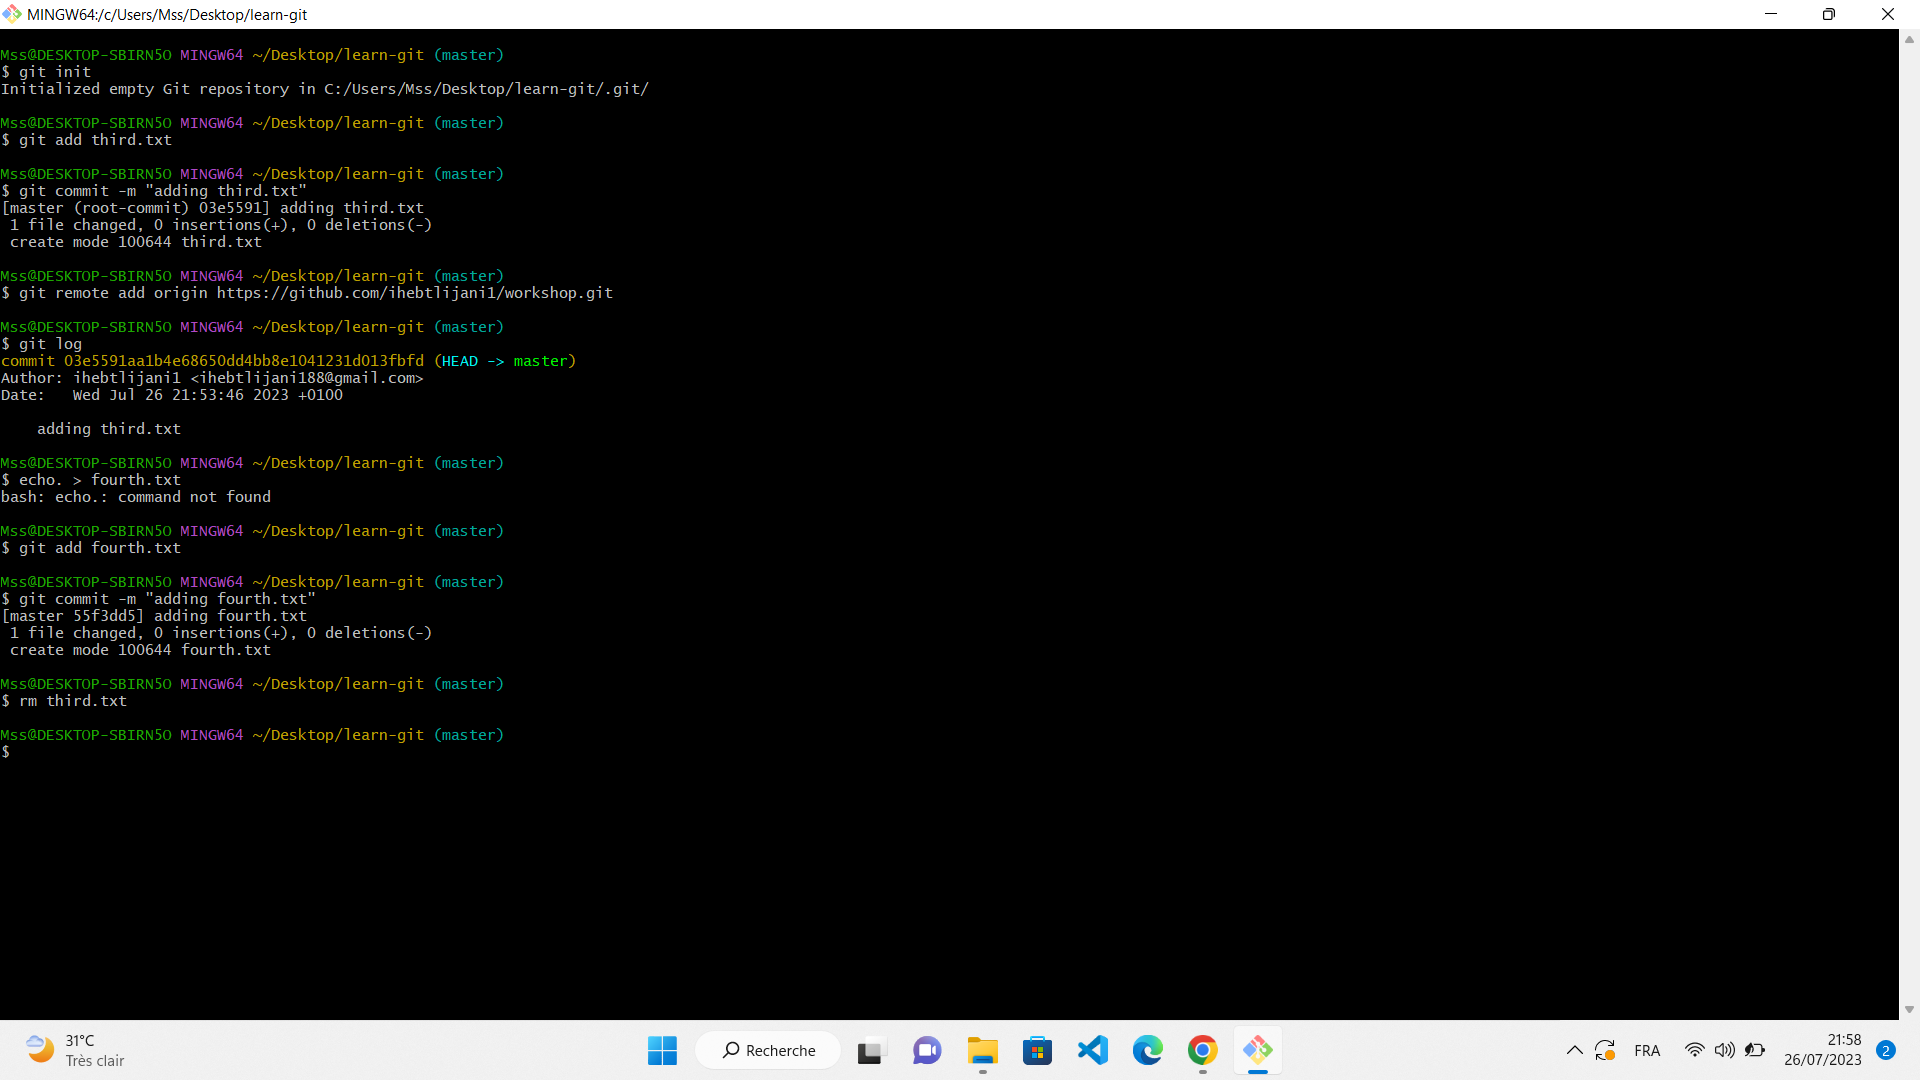 MINGW64:/c/Users/Mss/Desktop/learn-git
Mss@DESKTOP-SBIRN5O MINGW64 ~/Desktop/learn-git (master)
$ git init
Initialized empty Git repository in C:/Users/Mss/Desktop/learn-git/.git/
Mss@DESKTOP-SBIRN5O MINGW64 ~/Desktop/learn-git (master)
$ git add third.txt
Mss@DESKTOP-SBIRN5O MINGW64 ~/Desktop/learn-git (master)
$ git commit -m "adding third.txt"
[master (root-commit) 03e5591] adding third.txt
 1 file changed, 0 insertions(+), 0 deletions(-)
 create mode 100644 third.txt
Mss@DESKTOP-SBIRN5O MINGW64 ~/Desktop/learn-git (master)
$ git remote add origin https://github.com/ihebtlijani1/workshop.git
Mss@DESKTOP-SBIRN5O MINGW64 ~/Desktop/learn-git (master)
$ git log
commit 03e5591aa1b4e68650dd4bb8e1041231d013fbfd (HEAD -> master)
Author: ihebtlijani1 <ihebtlijani188@gmail.com>
Date:   Wed Jul 26 21:53:46 2023 +0100
    adding third.txt
Mss@DESKTOP-SBIRN5O MINGW64 ~/Desktop/learn-git (master)
$ echo. > fourth.txt
bash: echo.: command not found
Mss@DESKTOP-SBIRN5O MINGW64 ~/Desktop/learn-git (master)
$ git add fourth.txt
Mss@DESKTOP-SBIRN5O MINGW64 ~/Desktop/learn-git (master)
$ git commit -m "adding fourth.txt"
[master 55f3dd5] adding fourth.txt
 1 file changed, 0 insertions(+), 0 deletions(-)
 create mode 100644 fourth.txt
Mss@DESKTOP-SBIRN5O MINGW64 ~/Desktop/learn-git (master)
$ rm third.txt
Mss@DESKTOP-SBIRN5O MINGW64 ~/Desktop/learn-git (master)
$
31°C
Très clair
Recherche
FRA
21:58
26/07/2023
2